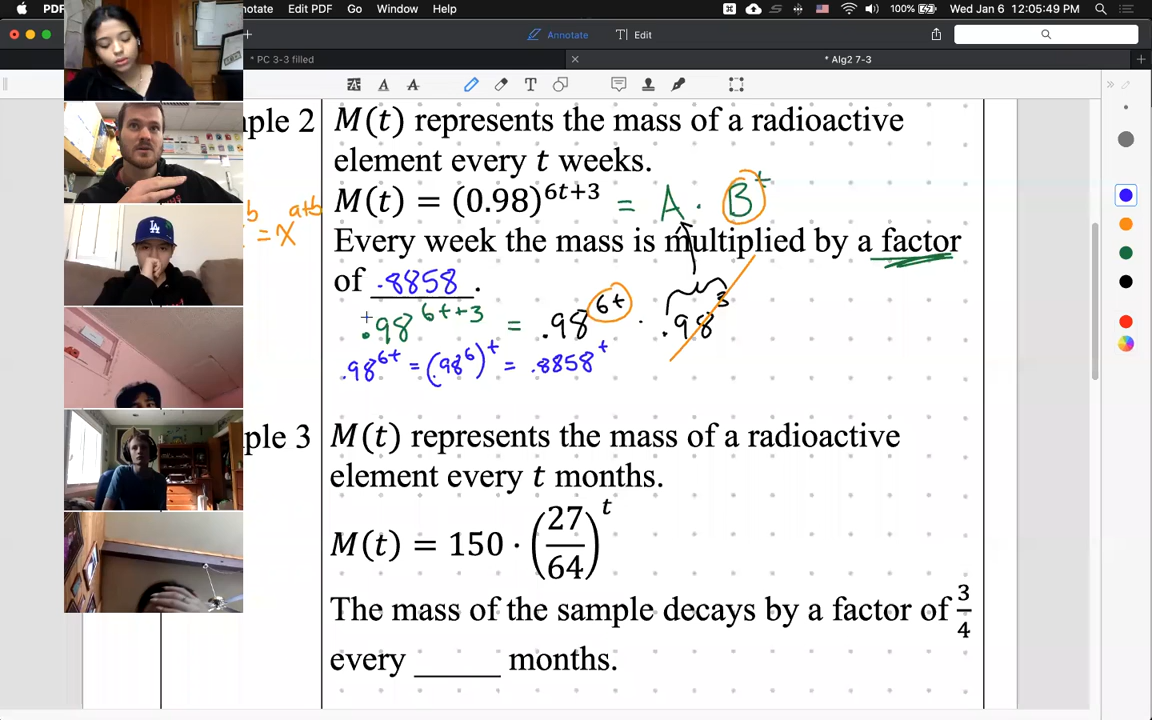 PDF notate Edit PDF Go Window Help 100% Wed Jan 6 12:05:49 PM
Annotate Edit
* PC 3-3 filled * Alg2 7-3
ple 2 M(t) represents the mass of a radioactive
element every t weeks.
M(t) = (0.98)^{6t+3} = A · B^t
b = x^{a+b}
Every week the mass is multiplied by a factor
of .8858.
.98^{6t+3} = .98^{6t} · .98^3
.98^{6t} = (.98^6)^t = .8858^t
ple 3 M(t) represents the mass of a radioactive
element every t months.
M(t) = 150 · (27/64)^t
The mass of the sample decays by a factor of 3/4
every ______ months.